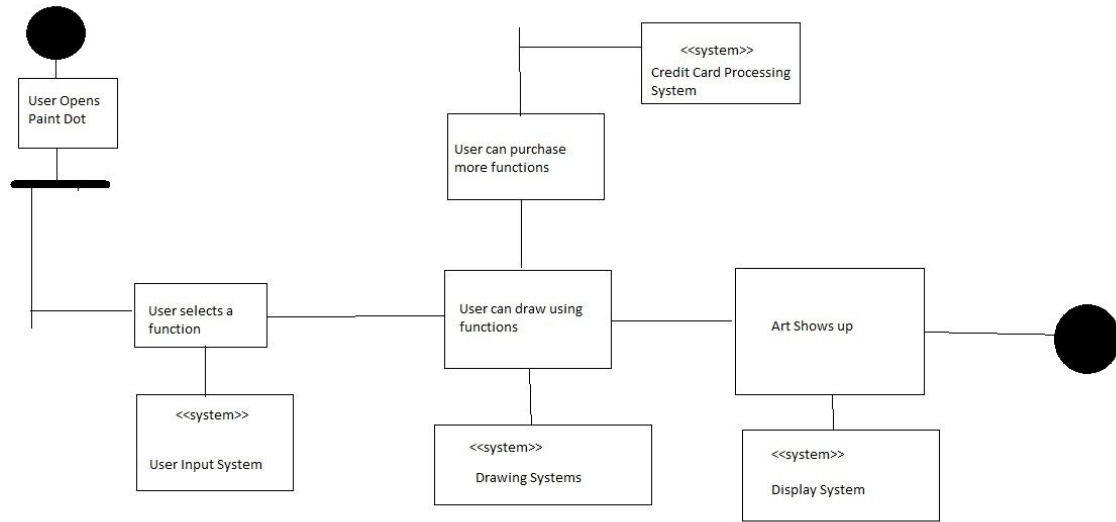 User Opens
Paint Dot
<<system>>
Credit Card Processing
System
User can purchase
more functions
User selects a
function
User can draw using
functions
Art Shows up
<<system>>
User Input System
<<system>>
Drawing Systems
<<system>>
Display System